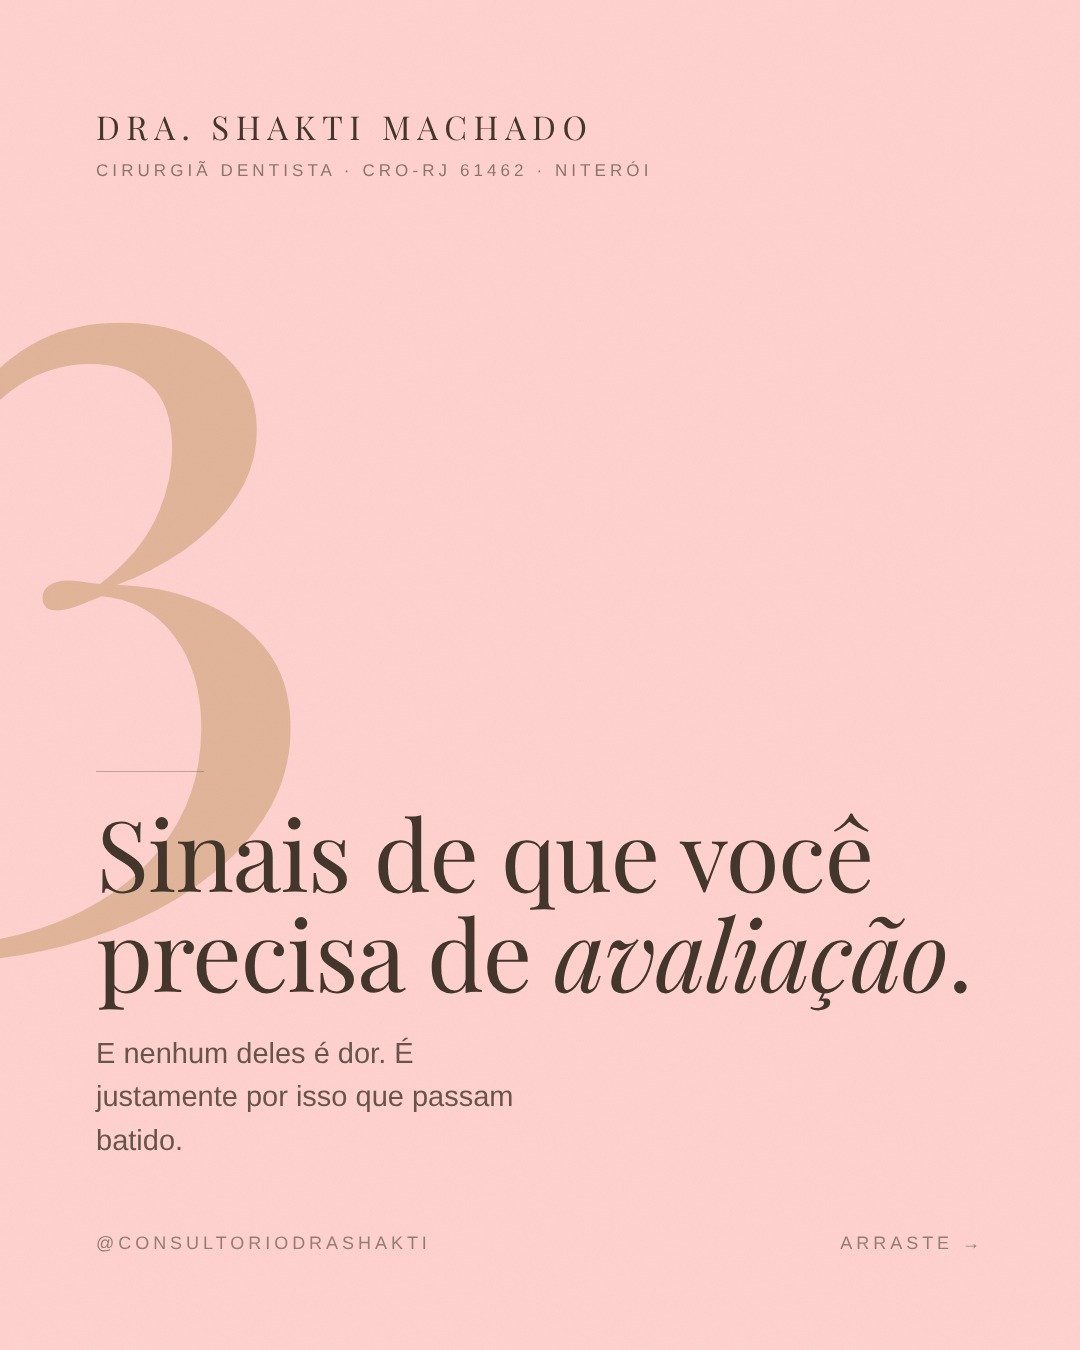 DRA. SHAKTI MACHADO
CIRURGIÃ DENTISTA · CRO-RJ 61462 · NITERÓI
3
Sinais de que você
precisa de avaliação.
E nenhum deles é dor. É
justamente por isso que passam
batido.
@CONSULTORIODRASHAKTI
ARRASTE →